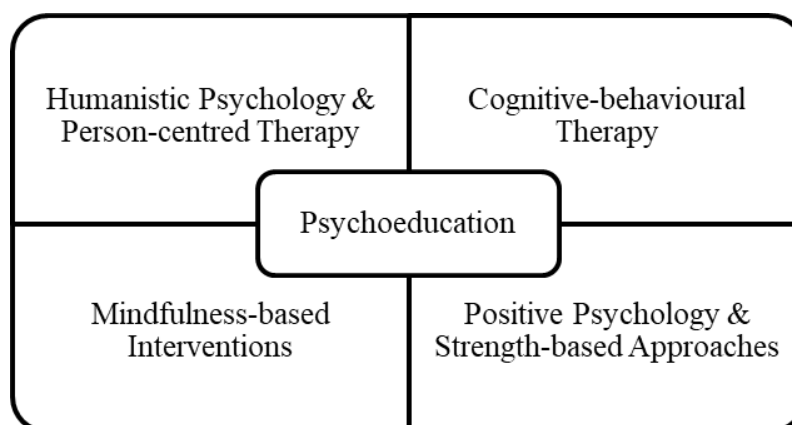 Humanistic Psychology &
Person-centred Therapy
Cognitive-behavioural
Therapy
Psychoeducation
Mindfulness-based
Interventions
Positive Psychology &
Strength-based Approaches